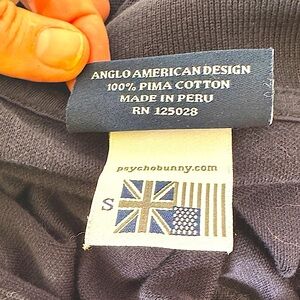 ANGLO AMERICAN DESIGN
100% PIMA COTTON
MADE IN PERU
RN 125028
psychobunny.com
S